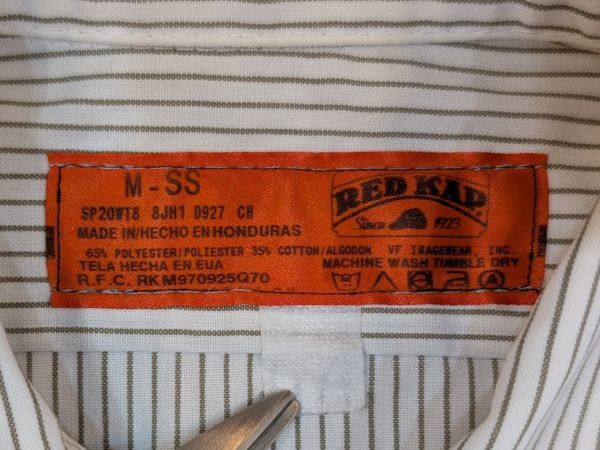 M - SS
SP20WT8 8JH1 0927 CH
MADE IN/HECHO EN HONDURAS
65% POLYESTER/POLIESTER 35% COTTON/ALGODON VF IMAGEWEAR, INC.
TELA HECHA EN EUA MACHINE WASH TUMBLE DRY
R.F.C. RKM970925Q70
RED KAP
Since 1923